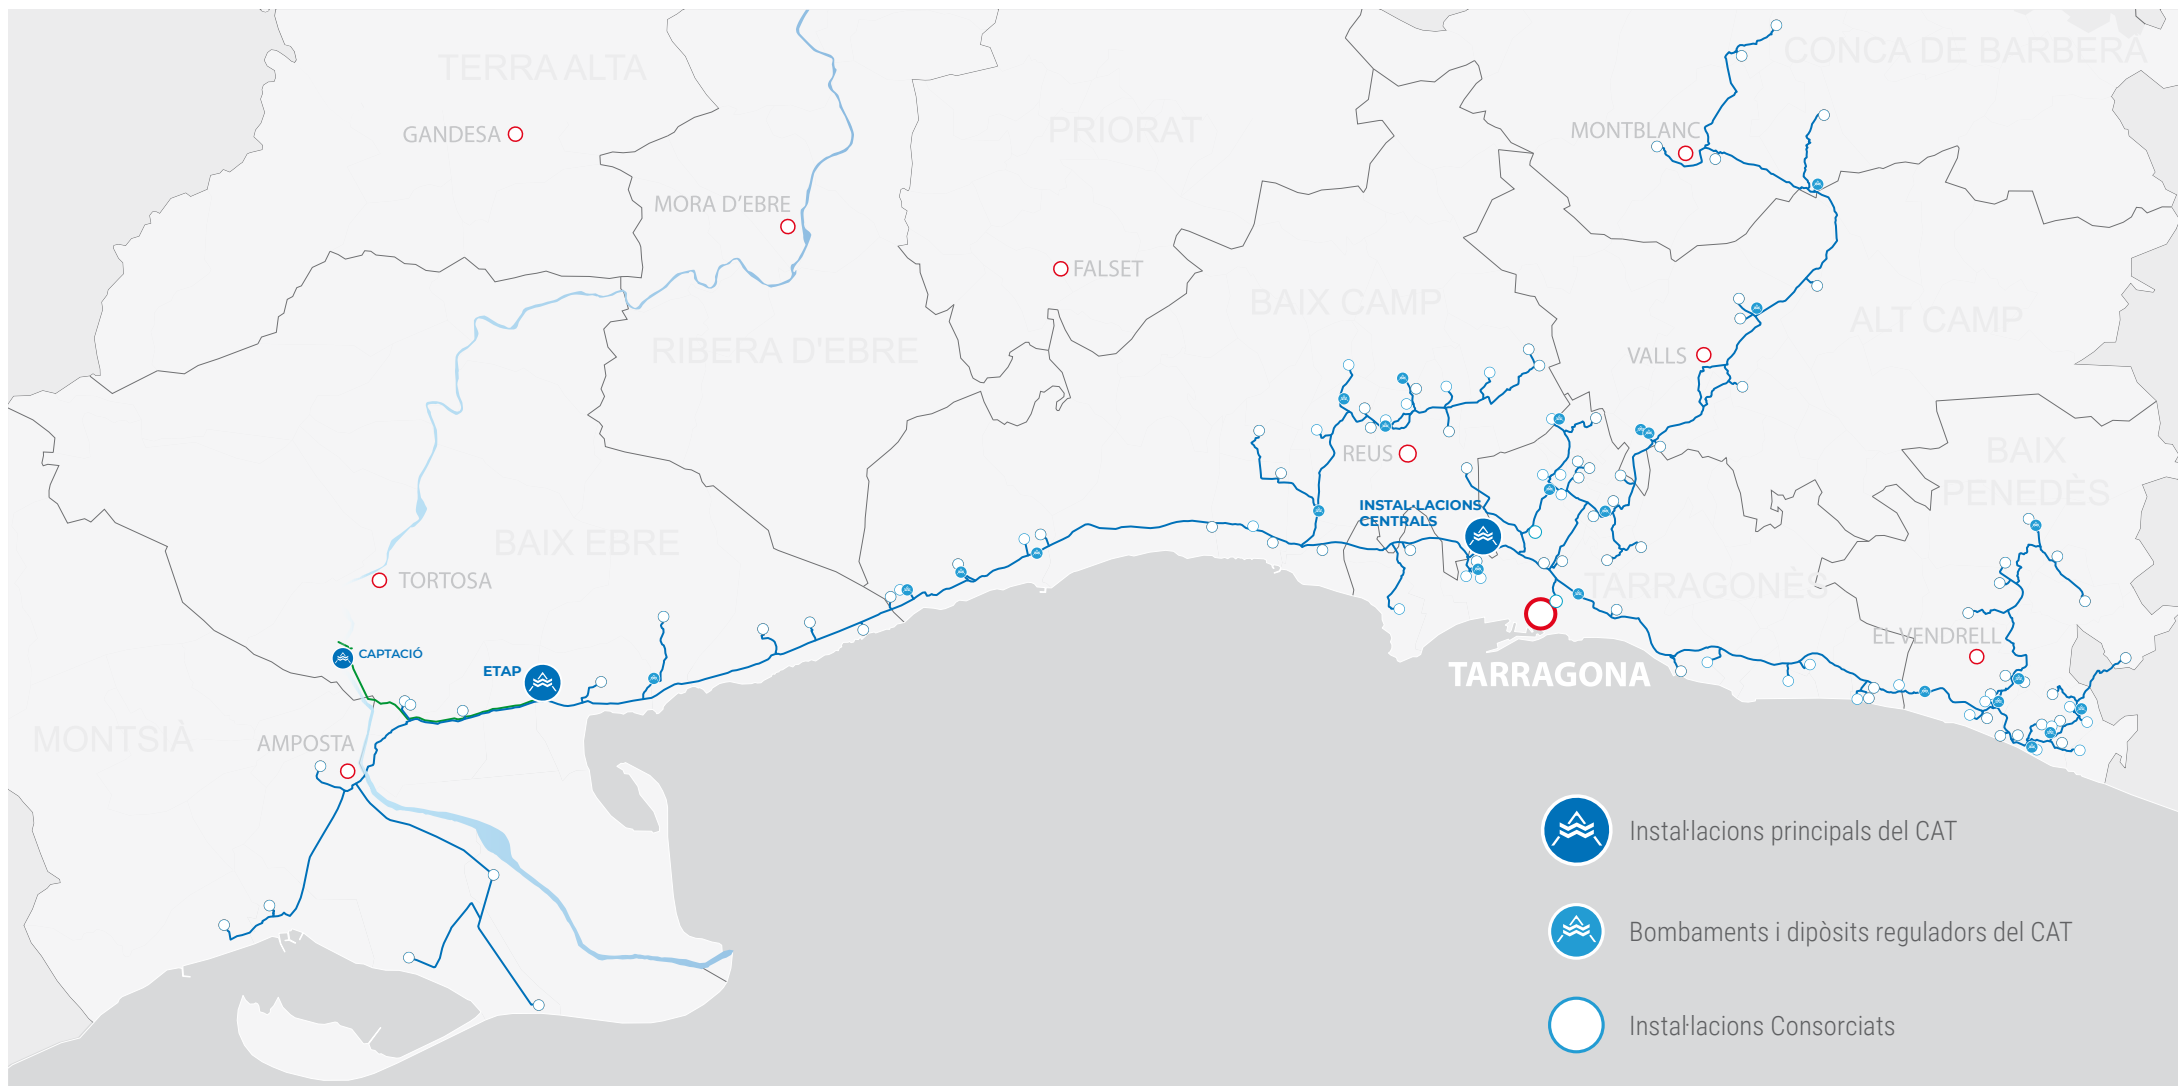 TERRA ALTA
CONCA DE BARBERÀ
GANDESA
PRIORAT
MONTBLANC
MORA D'EBRE
FALSET
BAIX CAMP
ALT CAMP
RIBERA D'EBRE
VALLS
REUS
BAIX
PENEDÈS
INSTAL·LACIONS
CENTRALS
BAIX EBRE
TORTOSA
TARRAGONÈS
EL VENDRELL
CAPTACIÓ
ETAP
TARRAGONA
MONTSIÀ
AMPOSTA
Instal·lacions principals del CAT
Bombaments i dipòsits reguladors del CAT
Instal·lacions Consorciats